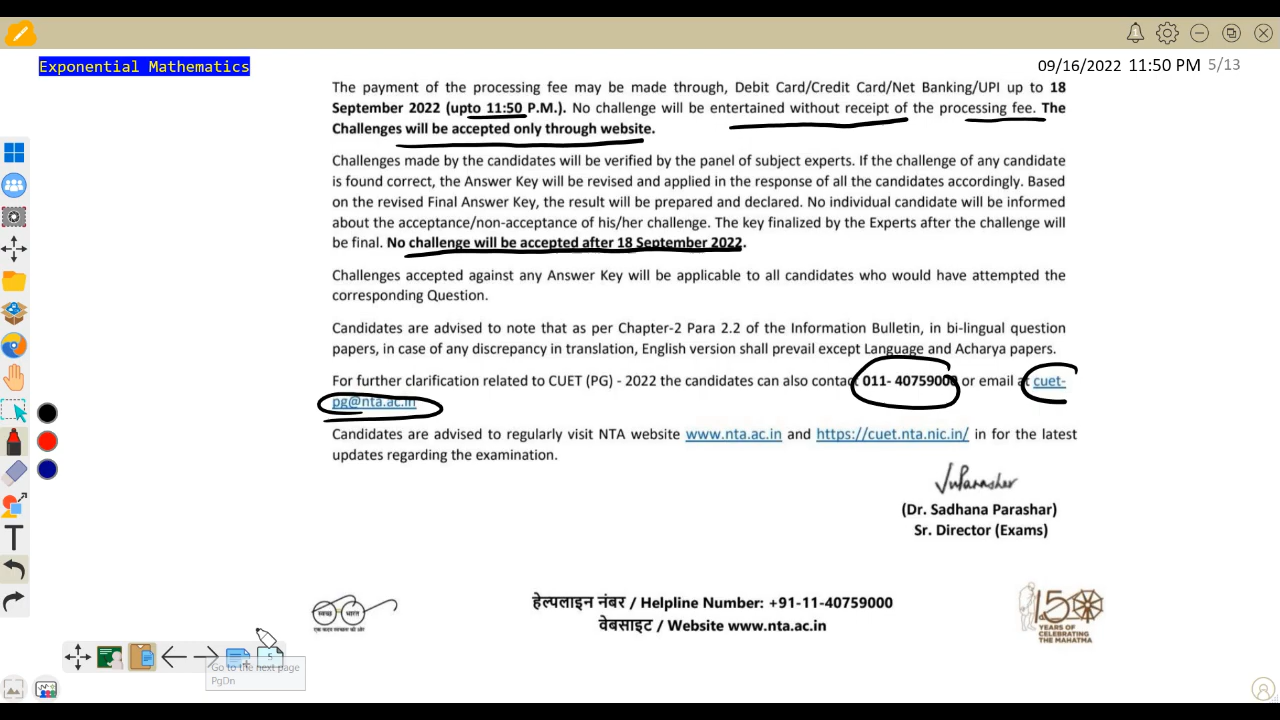 Exponential Mathematics
09/16/2022 11:50 PM 5/13
The payment of the processing fee may be made through, Debit Card/Credit Card/Net Banking/UPI up to 18
September 2022 (upto 11:50 P.M.). No challenge will be entertained without receipt of the processing fee. The
Challenges will be accepted only through website.
Challenges made by the candidates will be verified by the panel of subject experts. If the challenge of any candidate
is found correct, the Answer Key will be revised and applied in the response of all the candidates accordingly. Based
on the revised Final Answer Key, the result will be prepared and declared. No individual candidate will be informed
about the acceptance/non-acceptance of his/her challenge. The key finalized by the Experts after the challenge will
be final. No challenge will be accepted after 18 September 2022.
Challenges accepted against any Answer Key will be applicable to all candidates who would have attempted the
corresponding Question.
Candidates are advised to note that as per Chapter-2 Para 2.2 of the Information Bulletin, in bi-lingual question
papers, in case of any discrepancy in translation, English version shall prevail except Language and Acharya papers.
For further clarification related to CUET (PG) - 2022 the candidates can also contact 011- 40759000 or email at cuet-
pg@nta.ac.in
Candidates are advised to regularly visit NTA website www.nta.ac.in and https://cuet.nta.nic.in/ in for the latest
updates regarding the examination.
(Dr. Sadhana Parashar)
Sr. Director (Exams)
स्वच्छ भारत
एक कदम स्वच्छता की ओर
हेल्पलाइन नंबर / Helpline Number: +91-11-40759000
वेबसाइट / Website www.nta.ac.in
150
YEARS OF
CELEBRATING
THE MAHATMA
T
5
Go to the next page
PgDn